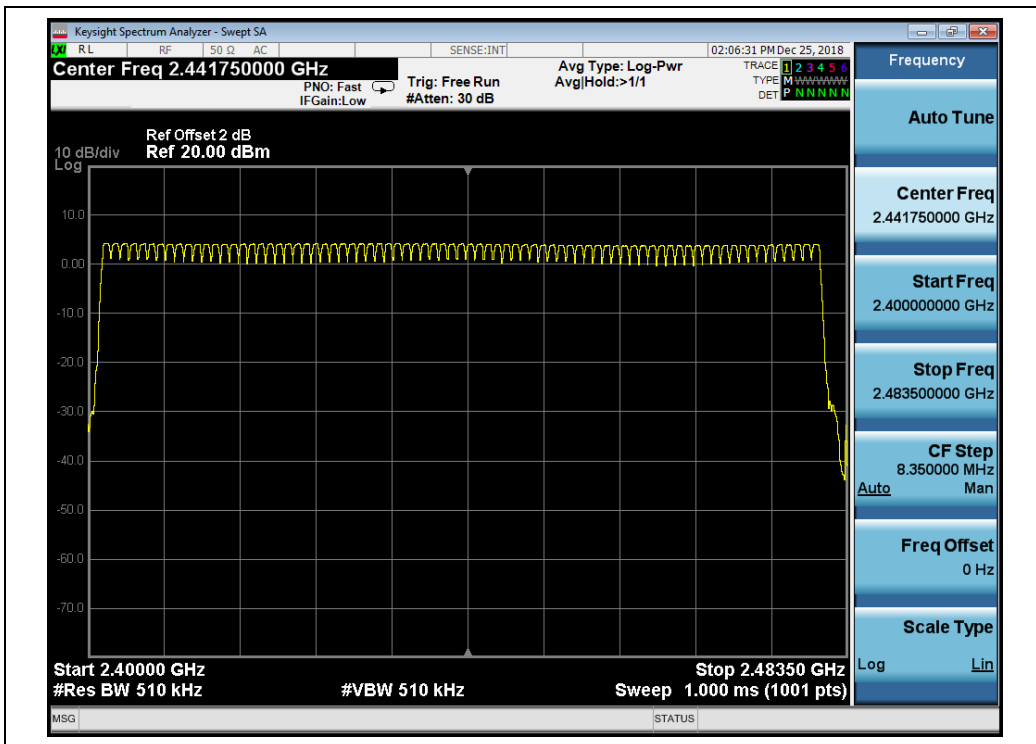 Keysight Spectrum Analyzer - Swept SA
LXI RL RF 50 Ω AC SENSE:INT 02:06:31 PM Dec 25, 2018
Center Freq 2.441750000 GHz
PNO: Fast
IFGain:Low
Trig: Free Run
#Atten: 30 dB
Avg Type: Log-Pwr
Avg|Hold:>1/1
TRACE 1 2 3 4 5 6
TYPE M WWWWW
DET P N N N N N
Ref Offset 2 dB
10 dB/div Ref 20.00 dBm
Log
10.0
0.00
-10.0
-20.0
-30.0
-40.0
-50.0
-60.0
-70.0
Start 2.40000 GHz Stop 2.48350 GHz
#Res BW 510 kHz #VBW 510 kHz Sweep 1.000 ms (1001 pts)
MSG STATUS
Frequency
Auto Tune
Center Freq
2.441750000 GHz
Start Freq
2.400000000 GHz
Stop Freq
2.483500000 GHz
CF Step
8.350000 MHz
Auto Man
Freq Offset
0 Hz
Scale Type
Log Lin